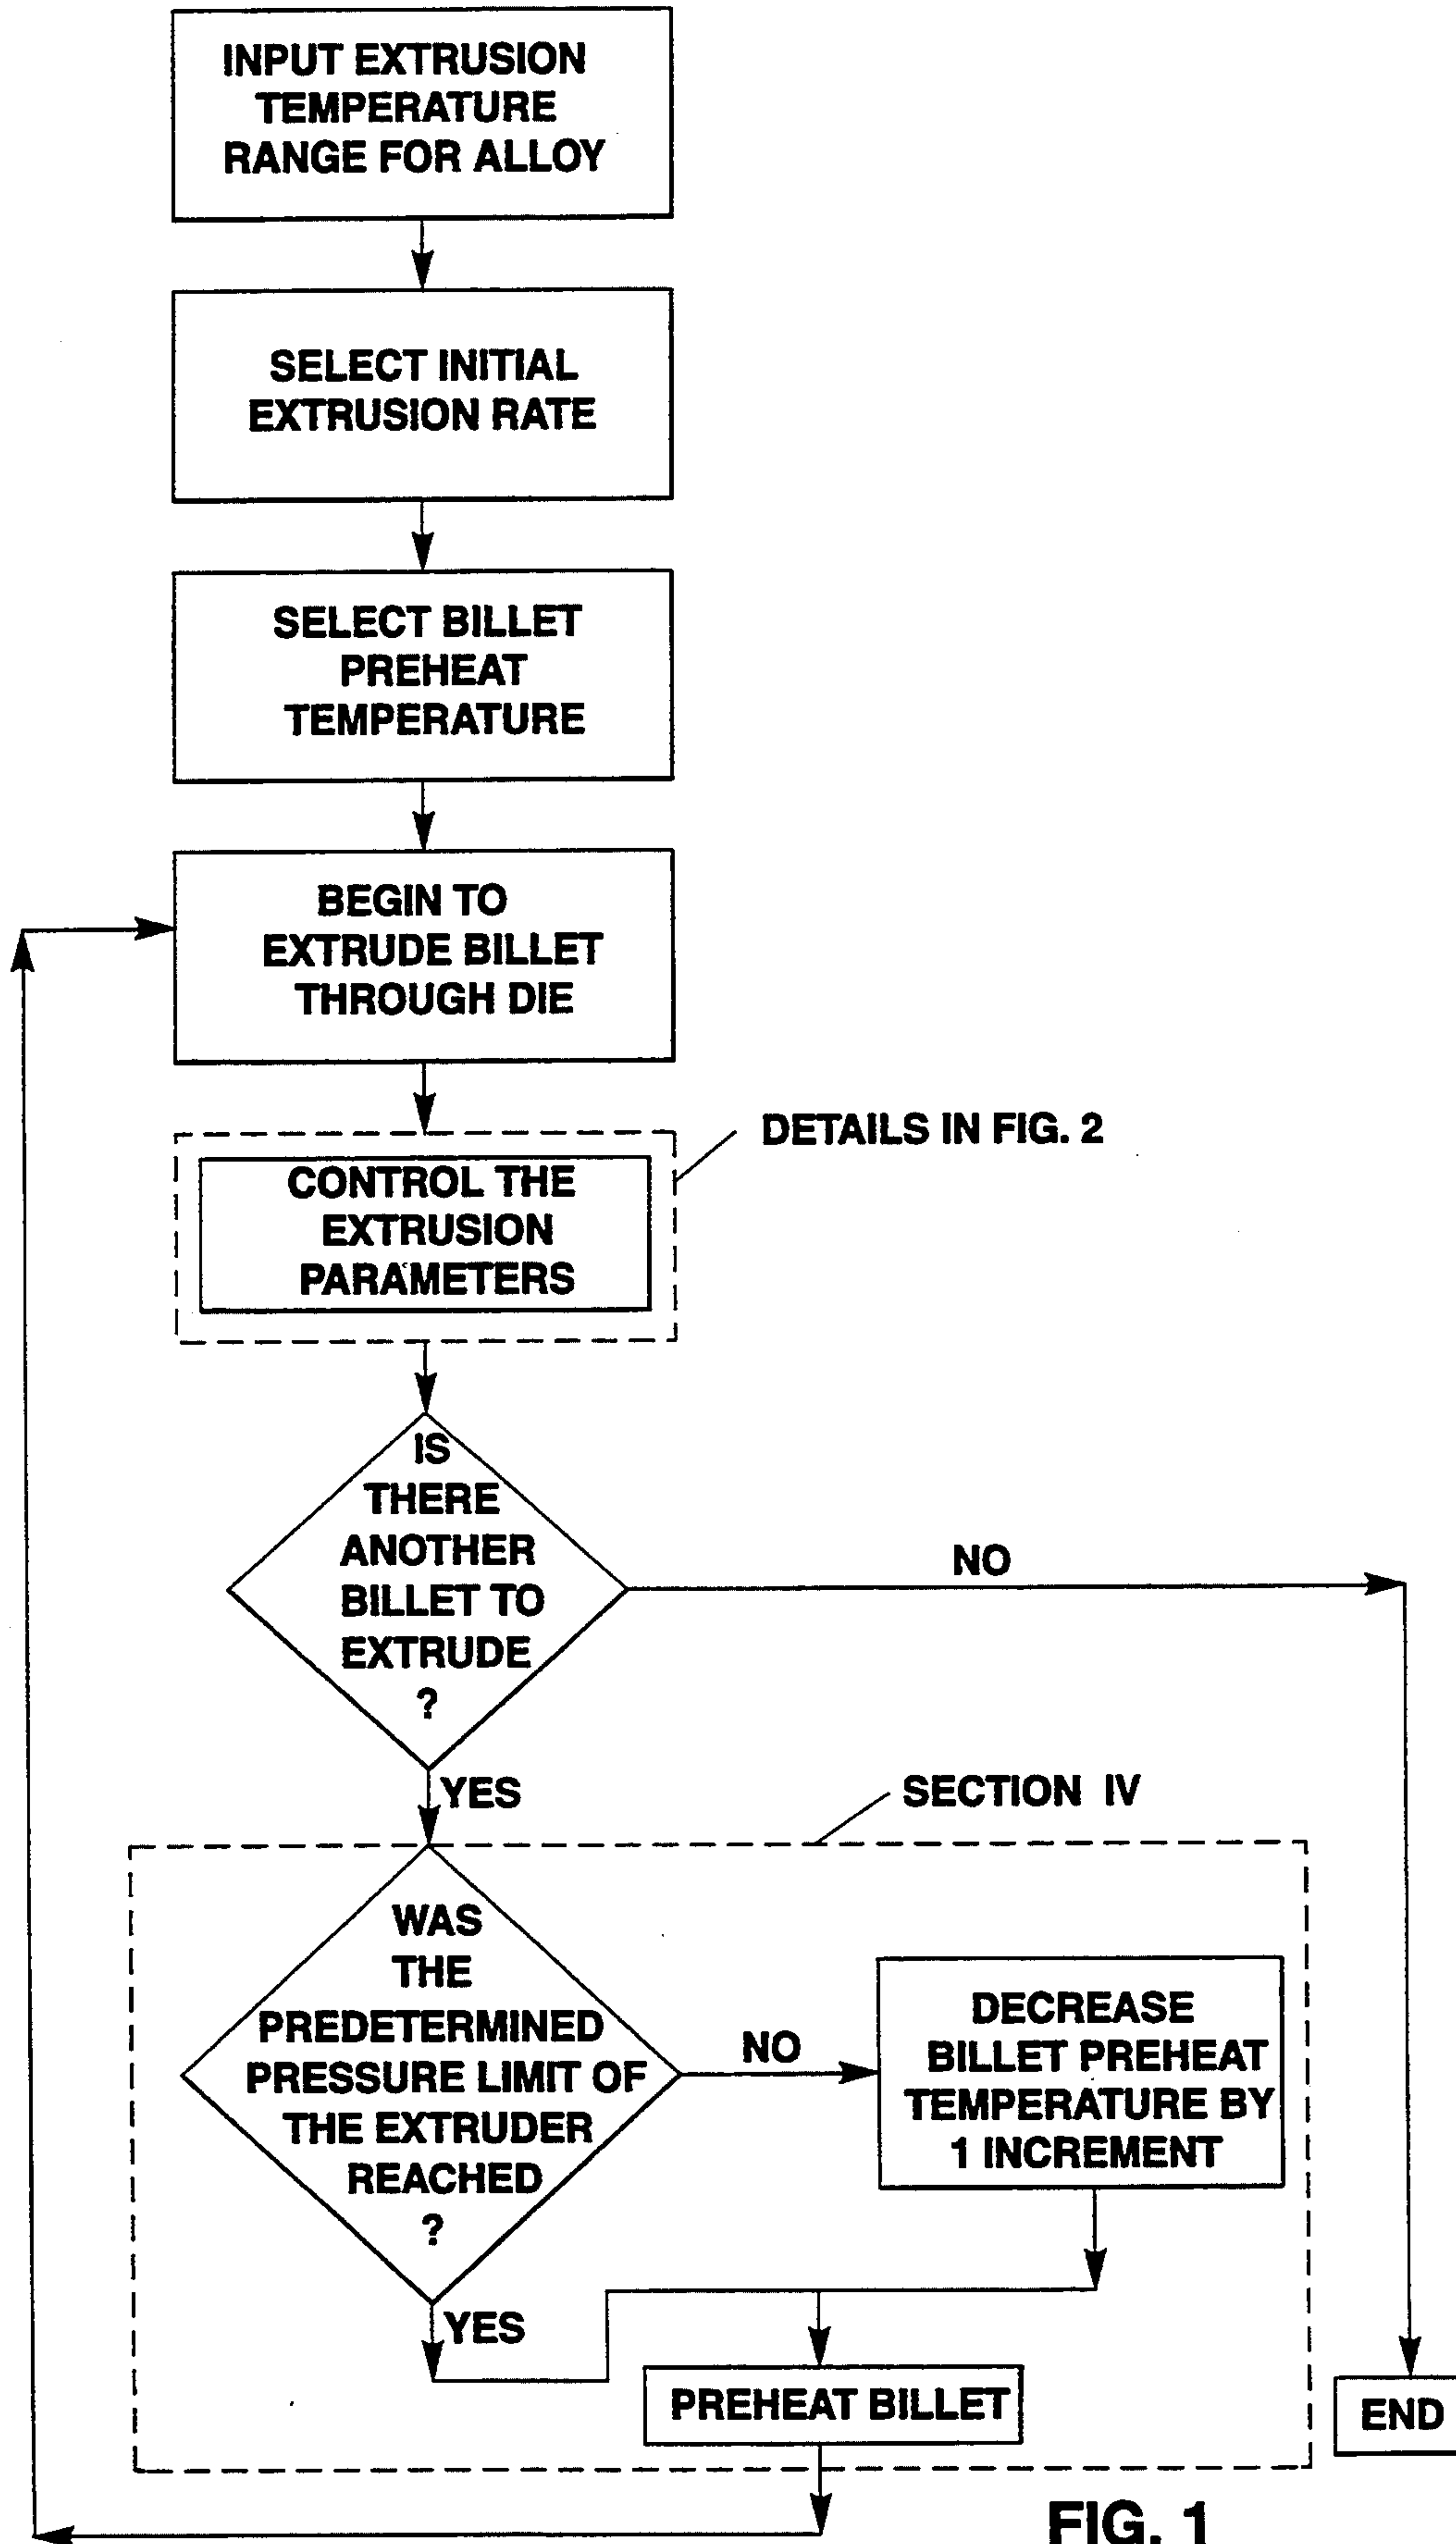 INPUT EXTRUSION
TEMPERATURE
RANGE FOR ALLOY
SELECT INITIAL
EXTRUSION RATE
SELECT BILLET
PREHEAT
TEMPERATURE
BEGIN TO
EXTRUDE BILLET
THROUGH DIE
DETAILS IN FIG. 2
CONTROL THE
EXTRUSION
PARAMETERS
IS
THERE
ANOTHER
BILLET TO
EXTRUDE
?
NO
YES
SECTION IV
WAS
THE
PREDETERMINED
PRESSURE LIMIT OF
THE EXTRUDER
REACHED
?
NO
DECREASE
BILLET PREHEAT
TEMPERATURE BY
1 INCREMENT
YES
PREHEAT BILLET
END
FIG. 1